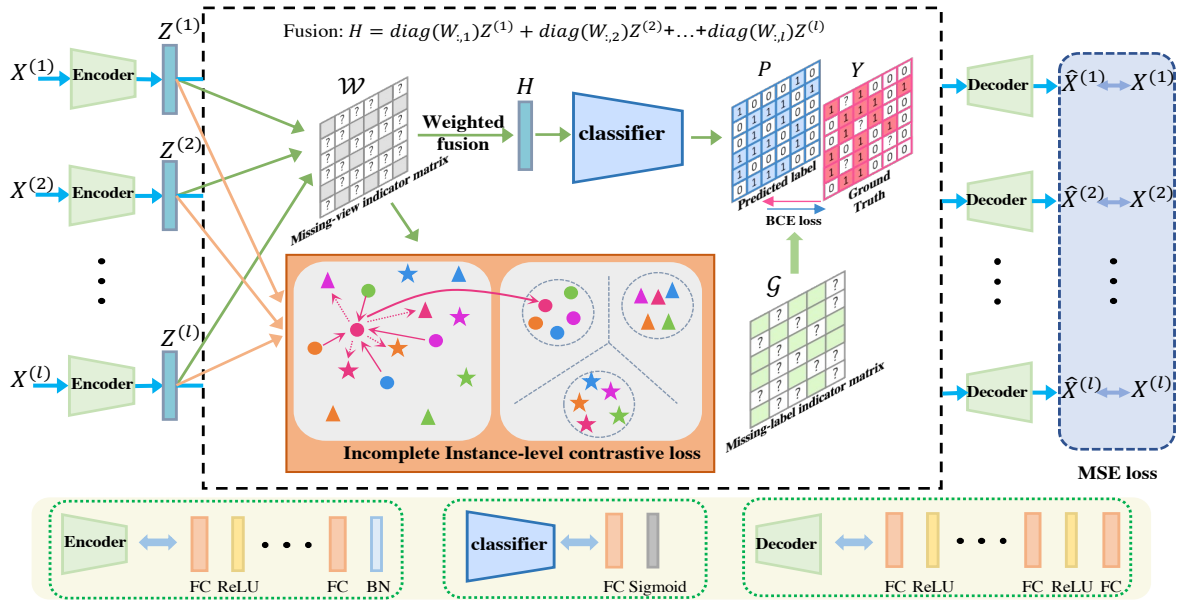 Fusion: H = diag(W:,1)Z(1) + diag(W:,2)Z(2)+...+diag(W:,l)Z(l)
X(1)
Encoder
Z(1)
X(2)
Encoder
Z(2)
X(l)
Encoder
Z(l)
𝒲
Missing-view indicator matrix
Weighted
fusion
H
classifier
P
Predicted label
Y
Ground
Truth
BCE loss
𝒢
Missing-label indicator matrix
Incomplete Instance-level contrastive loss
Decoder
X̂(1)
X(1)
Decoder
X̂(2)
X(2)
Decoder
X̂(l)
X(l)
MSE loss
Encoder
FC
ReLU
FC
BN
classifier
FC
Sigmoid
Decoder
FC
ReLU
FC
ReLU
FC